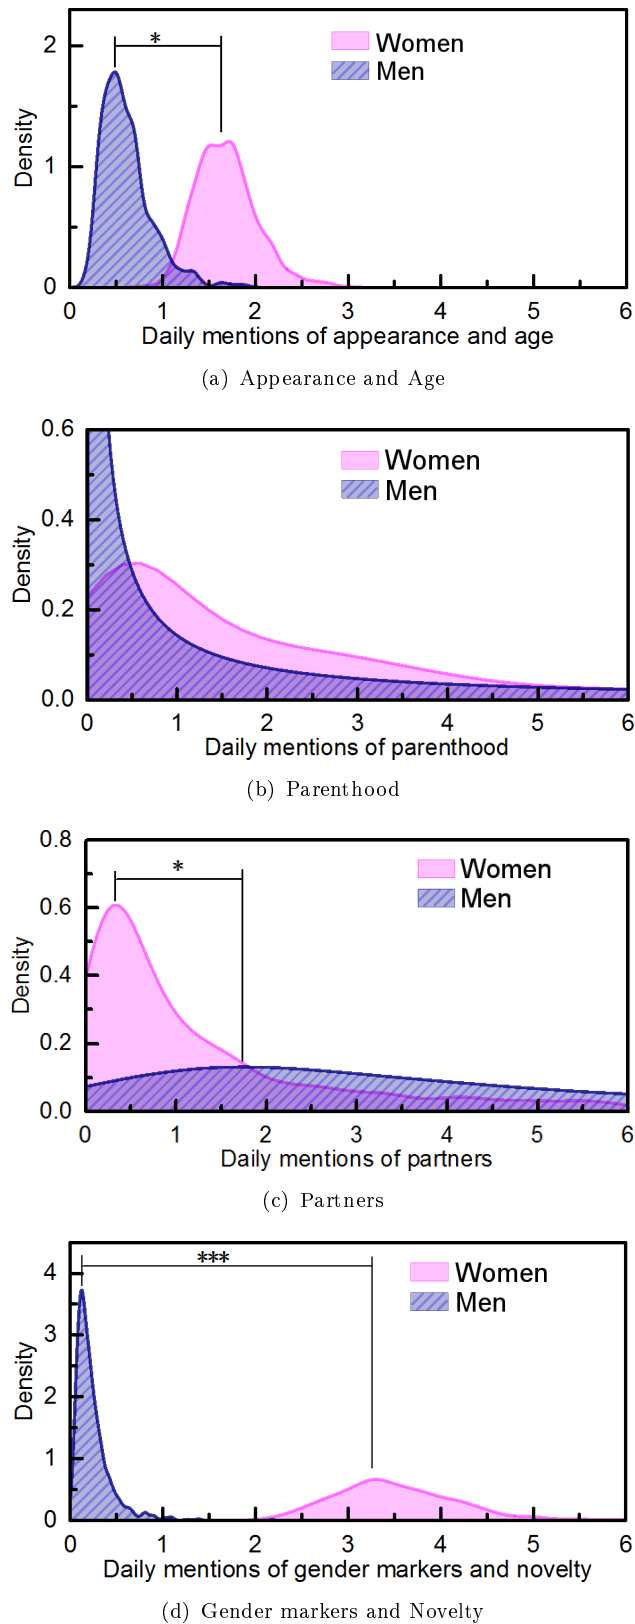 *
Women
Men
Density
2
1
0
0 1 2 3 4 5 6
Daily mentions of appearance and age
(a) Appearance and Age
Women
Men
Density
0.6
0.4
0.2
0.0
0 1 2 3 4 5 6
Daily mentions of parenthood
(b) Parenthood
*
Women
Men
Density
0.8
0.6
0.4
0.2
0.0
0 1 2 3 4 5 6
Daily mentions of partners
(c) Partners
***
Women
Men
Density
4
3
2
1
0
0 1 2 3 4 5 6
Daily mentions of gender markers and novelty
(d) Gender markers and Novelty